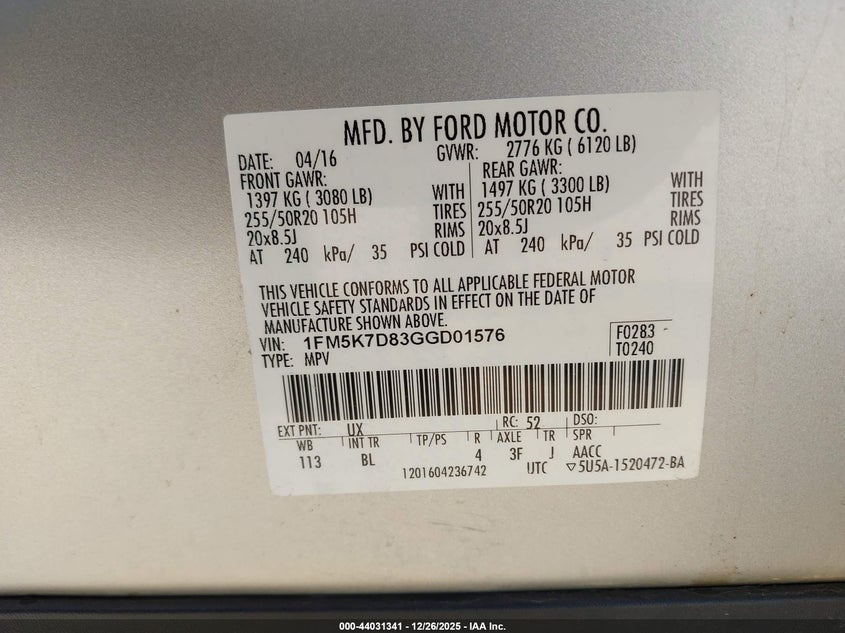 MFD. BY FORD MOTOR CO.
DATE: 04/16 GVWR: 2776 KG ( 6120 LB)
FRONT GAWR: REAR GAWR:
1397 KG ( 3080 LB) WITH 1497 KG ( 3300 LB) WITH
255/50R20 105H TIRES 255/50R20 105H TIRES
20x8.5J RIMS 20x8.5J RIMS
AT 240 kPa/ 35 PSI COLD AT 240 kPa/ 35 PSI COLD
THIS VEHICLE CONFORMS TO ALL APPLICABLE FEDERAL MOTOR
VEHICLE SAFETY STANDARDS IN EFFECT ON THE DATE OF
MANUFACTURE SHOWN ABOVE.
VIN: 1FM5K7D83GGD01576 F0283
TYPE: MPV T0240
EXT PNT: UX RC: 52 DSO:
WB INT TR TP/PS R AXLE TR SPR
113 BL 4 3F J AACC
1201604236742 UTC ▽5U5A-1520472-BA
000-44031341 - 12/26/2025 - IAA Inc.